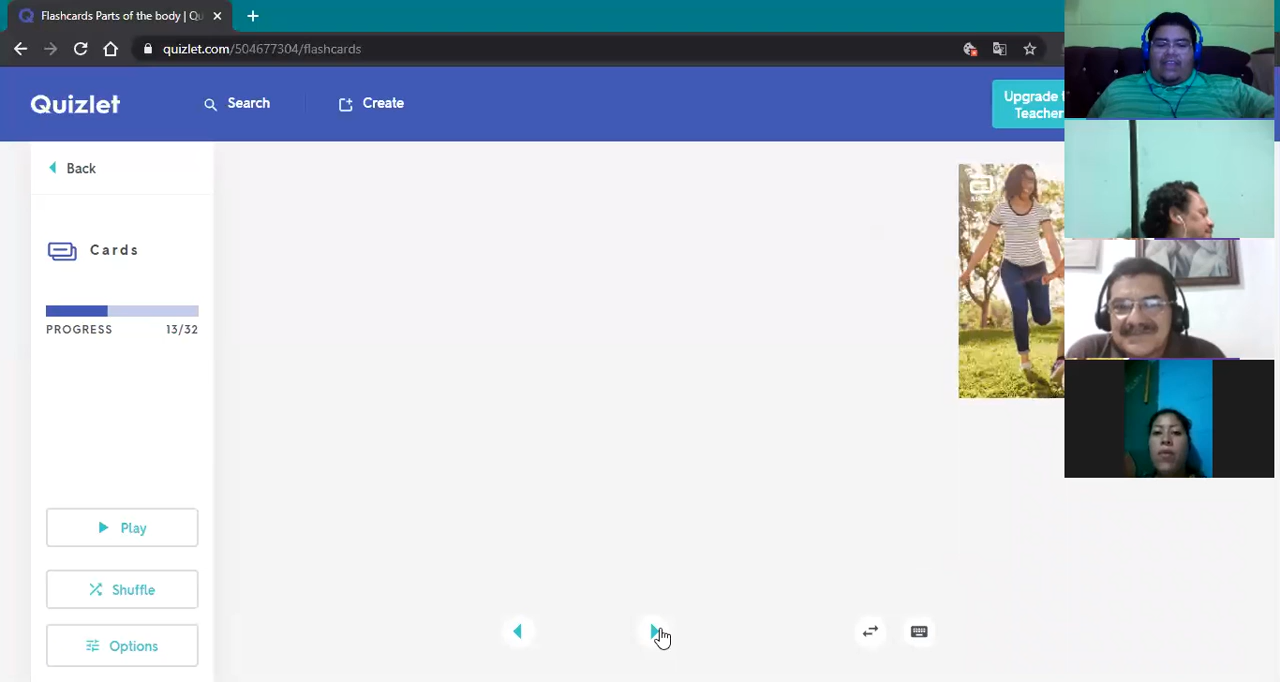 Flashcards Parts of the body | Qu
quizlet.com/504677304/flashcards
Quizlet
Search
Create
Upgrade
Teacher
Back
Cards
PROGRESS 13/32
Play
Shuffle
Options